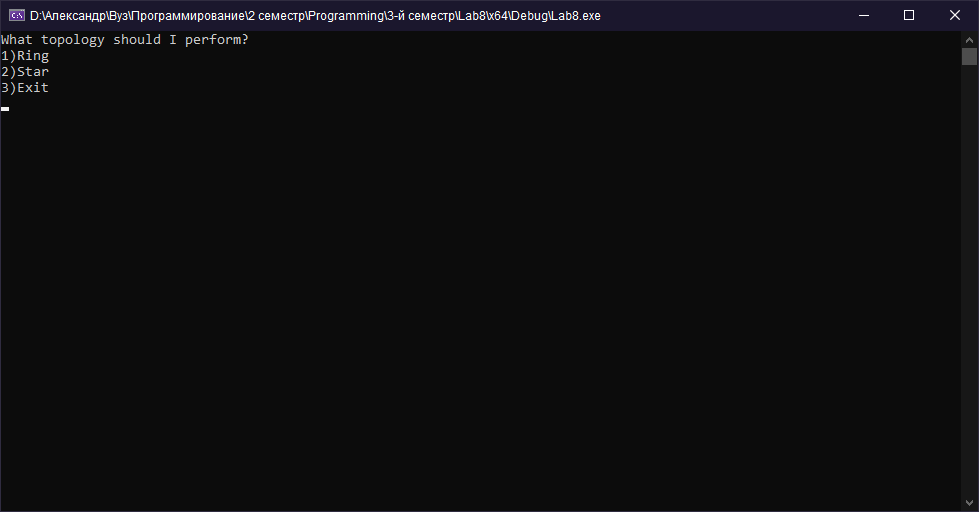 D:\Александр\Вуз\Программирование\2 семестр\Programming\3-й семестр\Lab8\x64\Debug\Lab8.exe
What topology should I perform?
1)Ring
2)Star
3)Exit